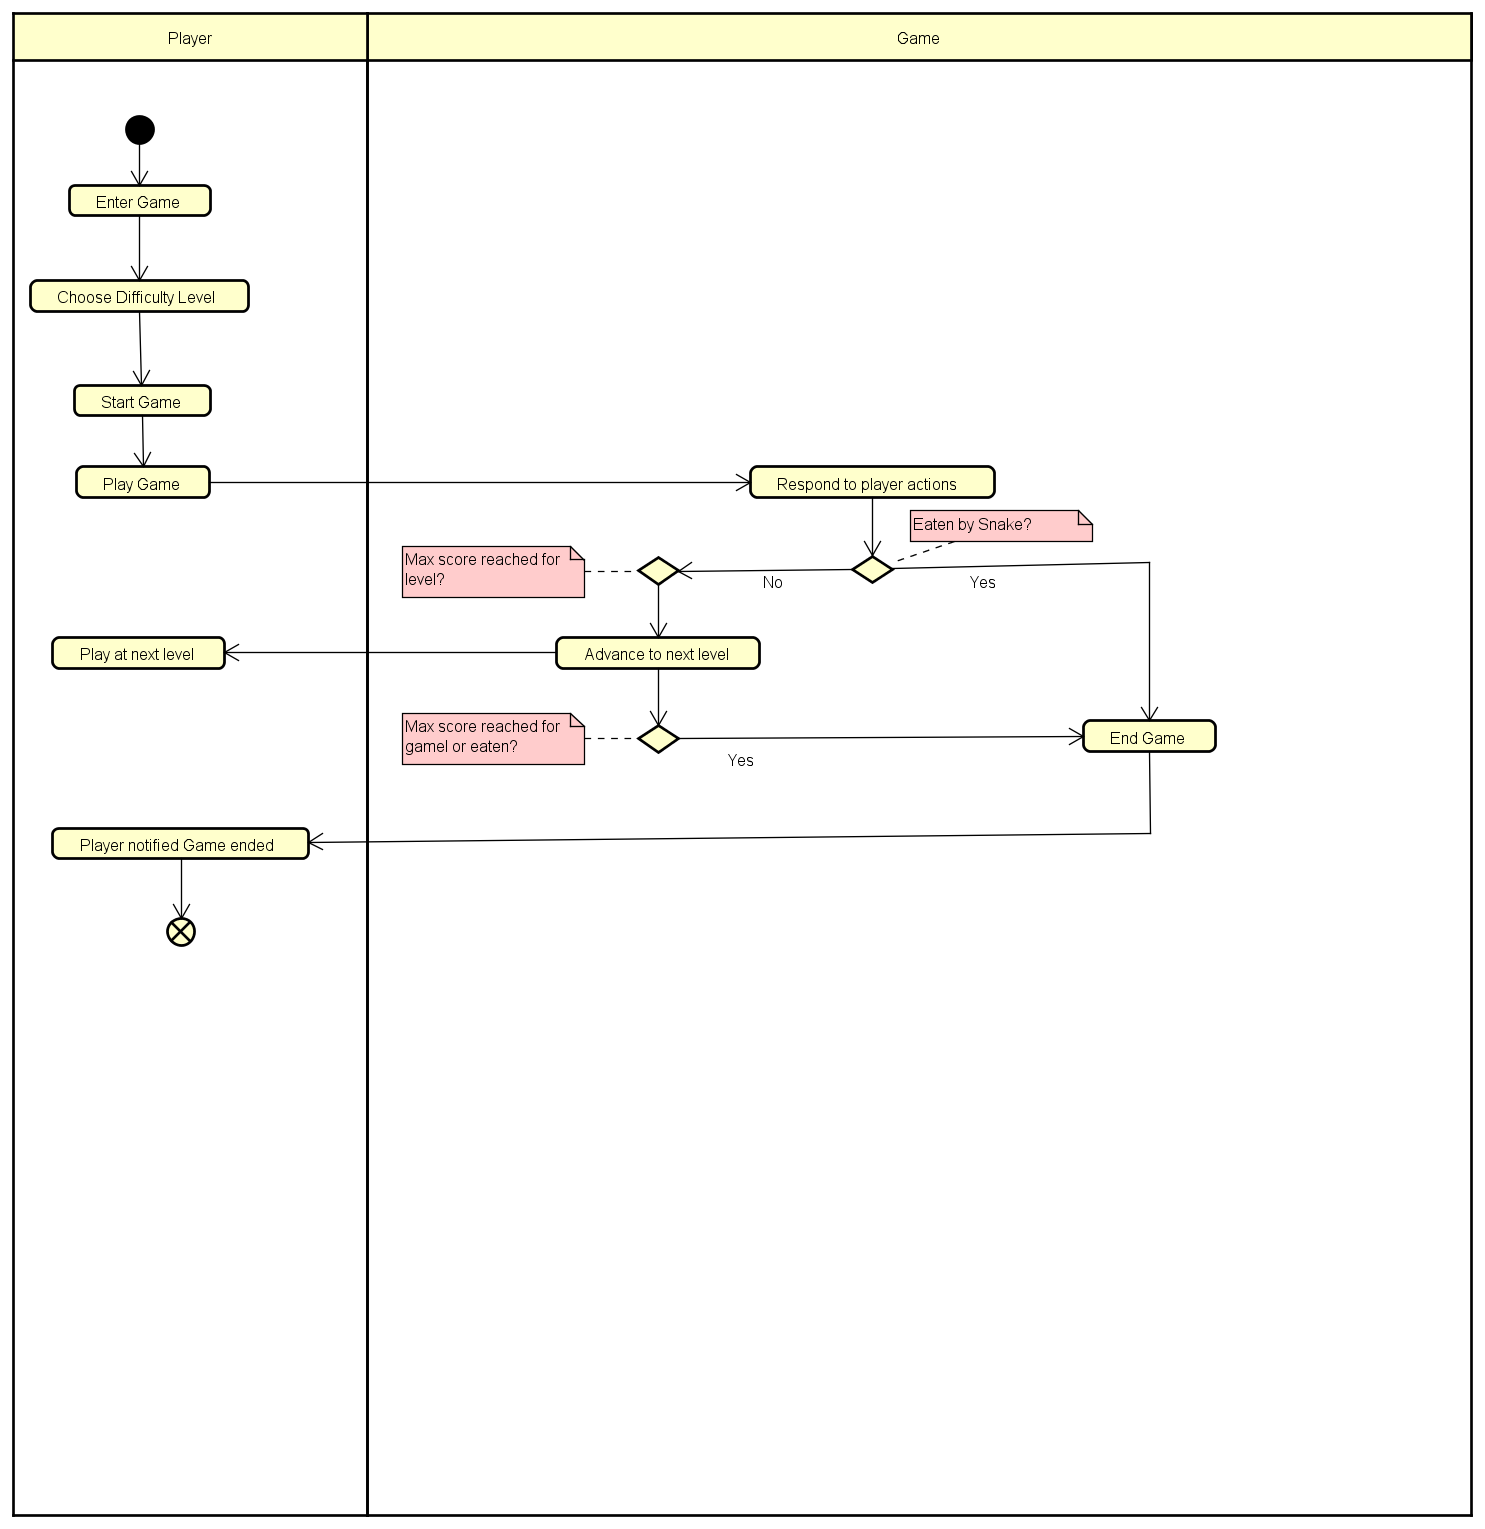 Player
Game
Enter Game
Choose Difficulty Level
Start Game
Play Game
Respond to player actions
Eaten by Snake?
Max score reached for
level?
No
Yes
Play at next level
Advance to next level
Max score reached for
gamel or eaten?
Yes
End Game
Player notified Game ended